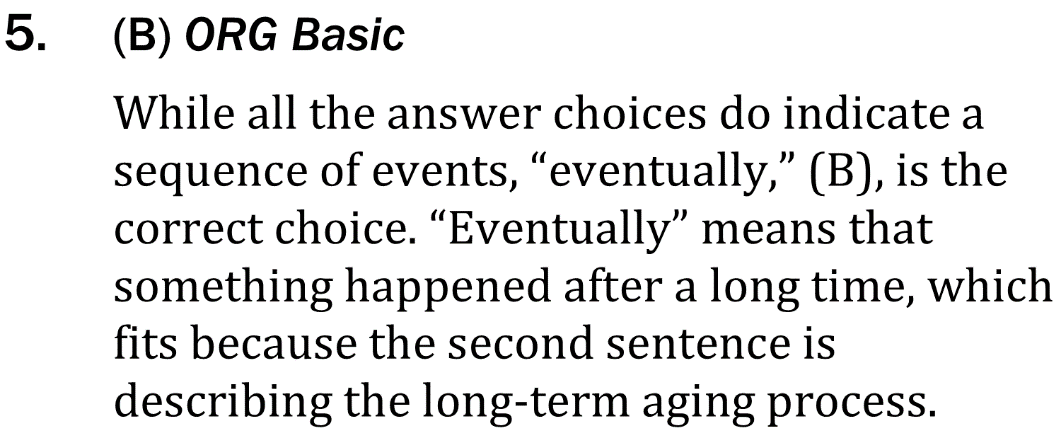 5. (B) ORG Basic
While all the answer choices do indicate a
sequence of events, “eventually,” (B), is the
correct choice. “Eventually” means that
something happened after a long time, which
fits because the second sentence is
describing the long-term aging process.